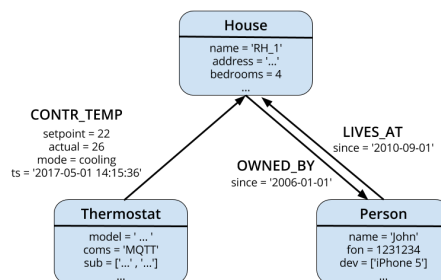 House
name = 'RH_1'
address = '...'
bedrooms = 4
...
CONTR_TEMP
setpoint = 22
actual = 26
mode = cooling
ts = '2017-05-01 14:15:36'
LIVES_AT
since = '2010-09-01'
OWNED_BY
since = '2006-01-01'
Thermostat
model = ' ... '
coms = 'MQTT'
sub = ['...' , '...']
...
Person
name = 'John'
fon = 1231234
dev = ['iPhone 5']
...